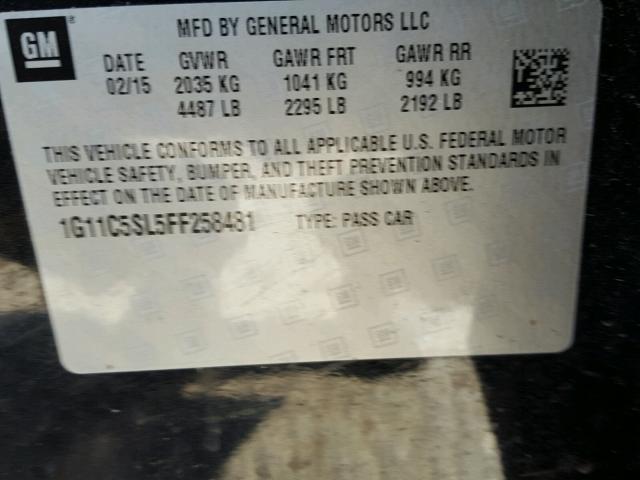 GM
MFD BY GENERAL MOTORS LLC
DATE GVWR GAWR FRT GAWR RR
02/15 2035 KG 1041 KG 994 KG
4487 LB 2295 LB 2192 LB
THIS VEHICLE CONFORMS TO ALL APPLICABLE U.S. FEDERAL MOTOR
VEHICLE SAFETY, BUMPER, AND THEFT PREVENTION STANDARDS IN
EFFECT ON THE DATE OF MANUFACTURE SHOWN ABOVE.
1G11C5SL5FF258481 TYPE: PASS CAR